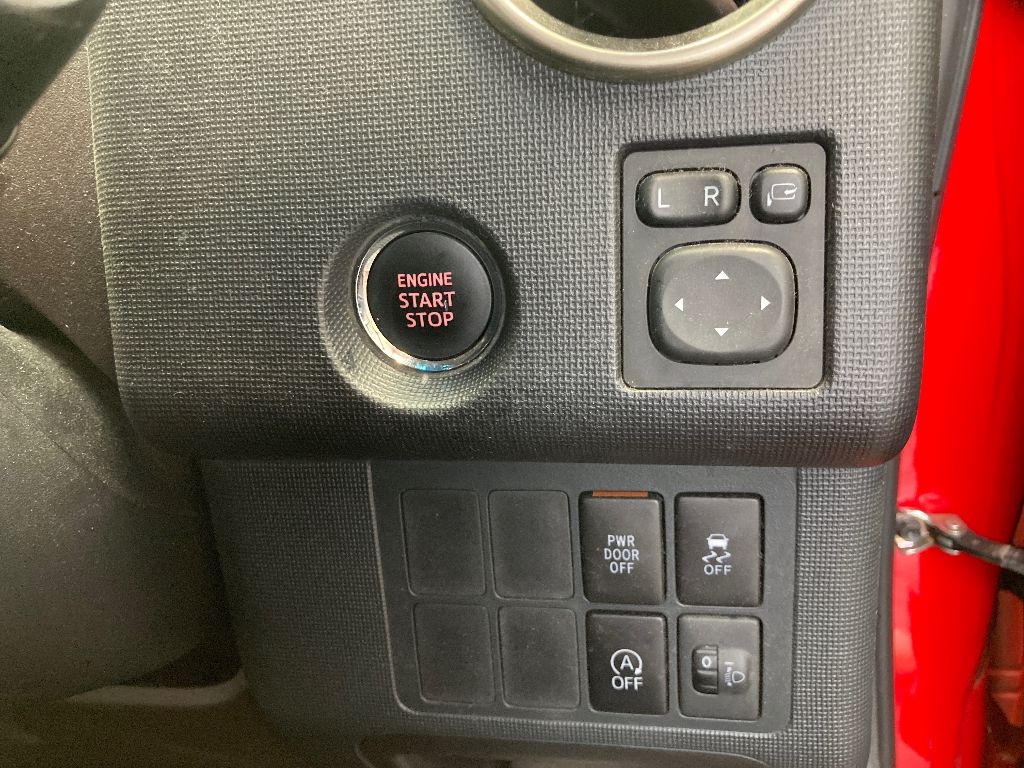 L R
ENGINE
START
STOP
PWR
DOOR
OFF
OFF
A
OFF
0